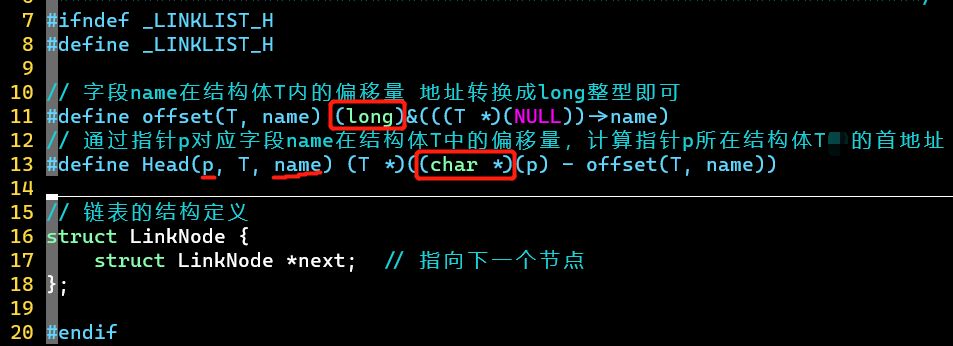 7 #ifndef _LINKLIST_H
8 #define _LINKLIST_H
9
10 // 字段name在结构体T内的偏移量 地址转换成long整型即可
11 #define offset(T, name) (long)&(((T *)(NULL))->name)
12 // 通过指针p对应字段name在结构体T中的偏移量，计算指针p所在结构体T 的首地址
13 #define Head(p, T, name) (T *)((char *)(p) - offset(T, name))
14
15 // 链表的结构定义
16 struct LinkNode {
17 struct LinkNode *next; // 指向下一个节点
18 };
19
20 #endif